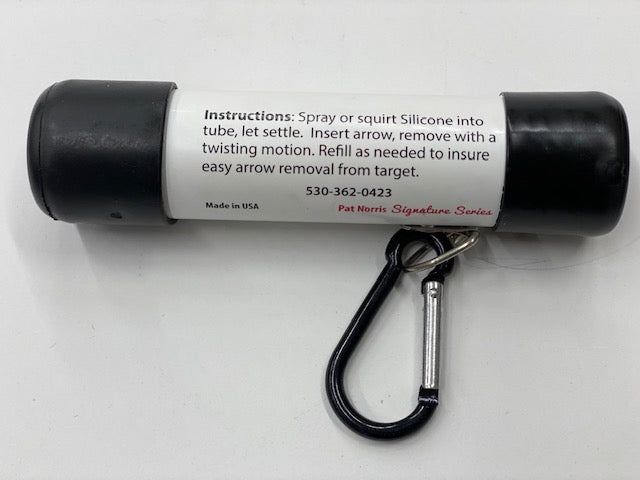 Instructions: Spray or squirt Silicone into
tube, let settle. Insert arrow, remove with a
twisting motion. Refill as needed to insure
easy arrow removal from target.
530-362-0423
Made in USA
Pat Norris Signature Series